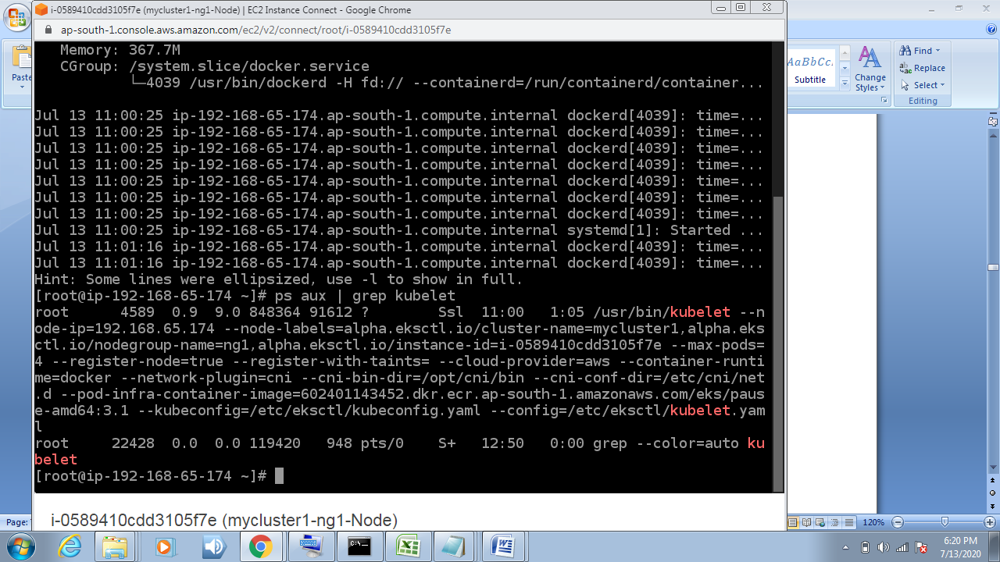 i-0589410cdd3105f7e (mycluster1-ng1-Node) | EC2 Instance Connect - Google Chrome
ap-south-1.console.aws.amazon.com/ec2/v2/connect/root/i-0589410cdd3105f7e
Memory: 367.7M
CGroup: /system.slice/docker.service
└─4039 /usr/bin/dockerd -H fd:// --containerd=/run/containerd/container...
Jul 13 11:00:25 ip-192-168-65-174.ap-south-1.compute.internal dockerd[4039]: time=...
Jul 13 11:00:25 ip-192-168-65-174.ap-south-1.compute.internal dockerd[4039]: time=...
Jul 13 11:00:25 ip-192-168-65-174.ap-south-1.compute.internal dockerd[4039]: time=...
Jul 13 11:00:25 ip-192-168-65-174.ap-south-1.compute.internal dockerd[4039]: time=...
Jul 13 11:00:25 ip-192-168-65-174.ap-south-1.compute.internal dockerd[4039]: time=...
Jul 13 11:00:25 ip-192-168-65-174.ap-south-1.compute.internal dockerd[4039]: time=...
Jul 13 11:00:25 ip-192-168-65-174.ap-south-1.compute.internal dockerd[4039]: time=...
Jul 13 11:00:25 ip-192-168-65-174.ap-south-1.compute.internal systemd[1]: Started ...
Jul 13 11:01:16 ip-192-168-65-174.ap-south-1.compute.internal dockerd[4039]: time=...
Jul 13 11:01:16 ip-192-168-65-174.ap-south-1.compute.internal dockerd[4039]: time=...
Hint: Some lines were ellipsized, use -l to show in full.
[root@ip-192-168-65-174 ~]# ps aux | grep kubelet
root      4589  0.9  9.0 848364 91612 ?        Ssl  11:00   1:05 /usr/bin/kubelet --n
ode-ip=192.168.65.174 --node-labels=alpha.eksctl.io/cluster-name=mycluster1,alpha.eks
ctl.io/nodegroup-name=ng1,alpha.eksctl.io/instance-id=i-0589410cdd3105f7e --max-pods=
4 --register-node=true --register-with-taints= --cloud-provider=aws --container-runti
me=docker --network-plugin=cni --cni-bin-dir=/opt/cni/bin --cni-conf-dir=/etc/cni/net
.d --pod-infra-container-image=602401143452.dkr.ecr.ap-south-1.amazonaws.com/eks/paus
e-amd64:3.1 --kubeconfig=/etc/eksctl/kubeconfig.yaml --config=/etc/eksctl/kubelet.yam
l
root     22428  0.0  0.0 119420   948 pts/0    S+   12:50   0:00 grep --color=auto ku
belet
[root@ip-192-168-65-174 ~]#
i-0589410cdd3105f7e (mycluster1-ng1-Node)
Paste
AaBbCc
Subtitle
Change
Styles
Find
Replace
Select
Editing
Page:
120%
6:20 PM
7/13/2020